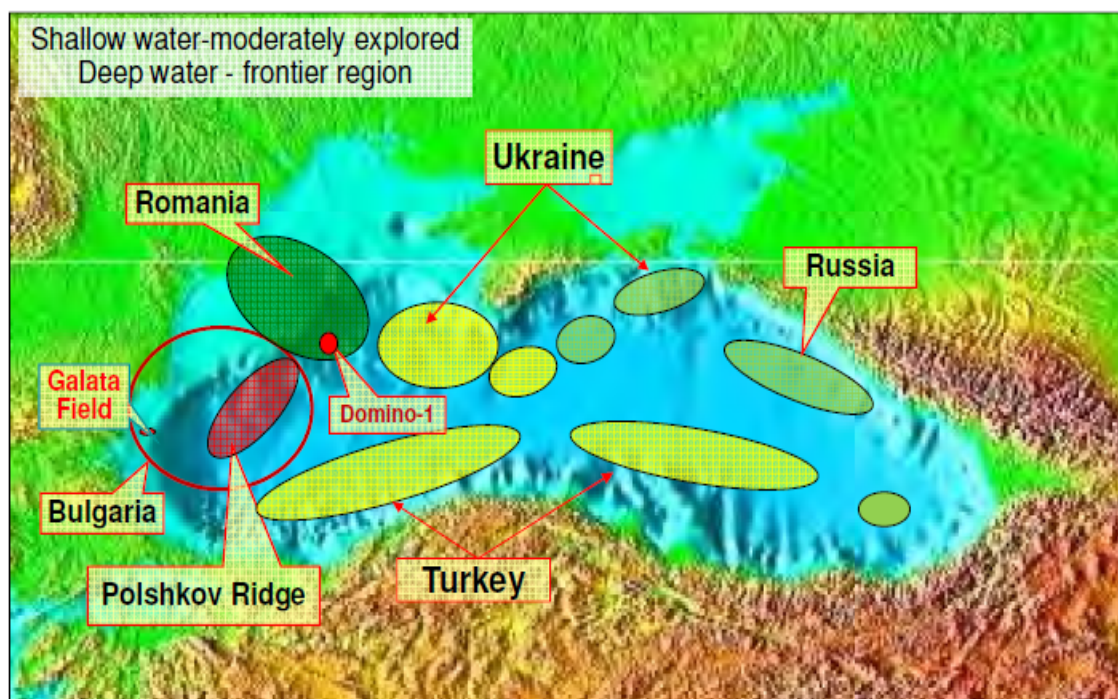 Shallow water-moderately explored
Deep water - frontier region
Ukraine
Romania
Russia
Galata
Field
Domino-1
Bulgaria
Polshkov Ridge
Turkey